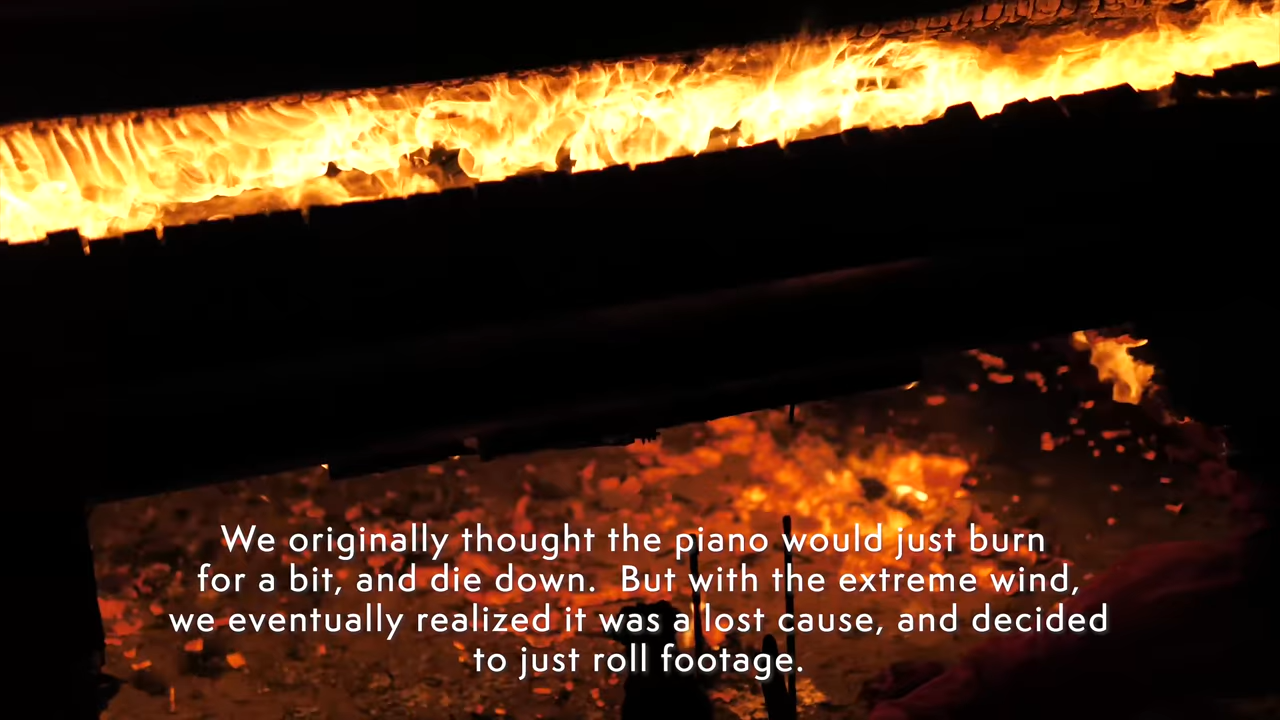 We originally thought the piano would just burn
for a bit, and die down.  But with the extreme wind,
we eventually realized it was a lost cause, and decided
to just roll footage.